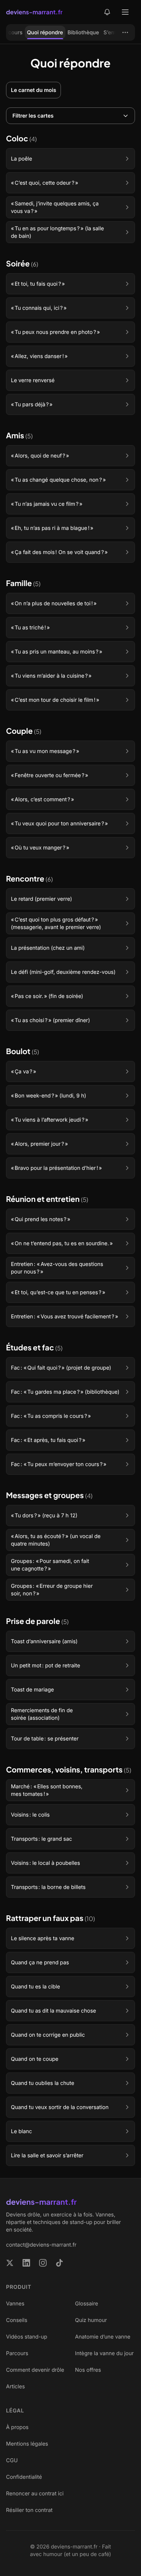 deviens-marrant.fr
cours Quoi répondre Bibliothèque S'en
Quoi répondre
Le carnet du mois
Filtrer les cartes
Coloc (4)
La poêle
« C'est quoi, cette odeur ? »
« Samedi, j'invite quelques amis, ça
vous va ? »
« Tu en as pour longtemps ? » (la salle
de bain)
Soirée (6)
« Et toi, tu fais quoi ? »
« Tu connais qui, ici ? »
« Tu peux nous prendre en photo ? »
« Allez, viens danser ! »
Le verre renversé
« Tu pars déjà ? »
Amis (5)
« Alors, quoi de neuf ? »
« Tu as changé quelque chose, non ? »
« Tu n'as jamais vu ce film ? »
« Eh, tu n'as pas ri à ma blague ! »
« Ça fait des mois ! On se voit quand ? »
Famille (5)
« On n'a plus de nouvelles de toi ! »
« Tu as triché ! »
« Tu as pris un manteau, au moins ? »
« Tu viens m'aider à la cuisine ? »
« C'est mon tour de choisir le film ! »
Couple (5)
« Tu as vu mon message ? »
« Fenêtre ouverte ou fermée ? »
« Alors, c'est comment ? »
« Tu veux quoi pour ton anniversaire ? »
« Où tu veux manger ? »
Rencontre (6)
Le retard (premier verre)
« C'est quoi ton plus gros défaut ? »
(messagerie, avant le premier verre)
La présentation (chez un ami)
Le défi (mini-golf, deuxième rendez-vous)
« Pas ce soir. » (fin de soirée)
« Tu as choisi ? » (premier dîner)
Boulot (5)
« Ça va ? »
« Bon week-end ? » (lundi, 9 h)
« Tu viens à l'afterwork jeudi ? »
« Alors, premier jour ? »
« Bravo pour la présentation d'hier ! »
Réunion et entretien (5)
« Qui prend les notes ? »
« On ne t'entend pas, tu es en sourdine. »
Entretien : « Avez-vous des questions
pour nous ? »
« Et toi, qu'est-ce que tu en penses ? »
Entretien : « Vous avez trouvé facilement ? »
Études et fac (5)
Fac : « Qui fait quoi ? » (projet de groupe)
Fac : « Tu gardes ma place ? » (bibliothèque)
Fac : « Tu as compris le cours ? »
Fac : « Et après, tu fais quoi ? »
Fac : « Tu peux m'envoyer ton cours ? »
Messages et groupes (4)
« Tu dors ? » (reçu à 7 h 12)
« Alors, tu as écouté ? » (un vocal de
quatre minutes)
Groupes : « Pour samedi, on fait
une cagnotte ? »
Groupes : « Erreur de groupe hier
soir, non ? »
Prise de parole (5)
Toast d'anniversaire (amis)
Un petit mot : pot de retraite
Toast de mariage
Remerciements de fin de
soirée (association)
Tour de table : se présenter
Commerces, voisins, transports (5)
Marché : « Elles sont bonnes,
mes tomates ! »
Voisins : le colis
Transports : le grand sac
Voisins : le local à poubelles
Transports : la borne de billets
Rattraper un faux pas (10)
Le silence après ta vanne
Quand ça ne prend pas
Quand tu es la cible
Quand tu as dit la mauvaise chose
Quand on te corrige en public
Quand on te coupe
Quand tu oublies la chute
Quand tu veux sortir de la conversation
Le blanc
Lire la salle et savoir s'arrêter
deviens-marrant.fr
Deviens drôle, un exercice à la fois. Vannes,
répartie et techniques de stand-up pour briller
en société.
contact@deviens-marrant.fr
PRODUIT
Vannes Glossaire
Conseils Quiz humour
Vidéos stand-up Anatomie d'une vanne
Parcours Intègre la vanne du jour
Comment devenir drôle Nos offres
Articles
LÉGAL
À propos
Mentions légales
CGU
Confidentialité
Renoncer au contrat ici
Résilier ton contrat
© 2026 deviens-marrant.fr · Fait
avec humour (et un peu de café)